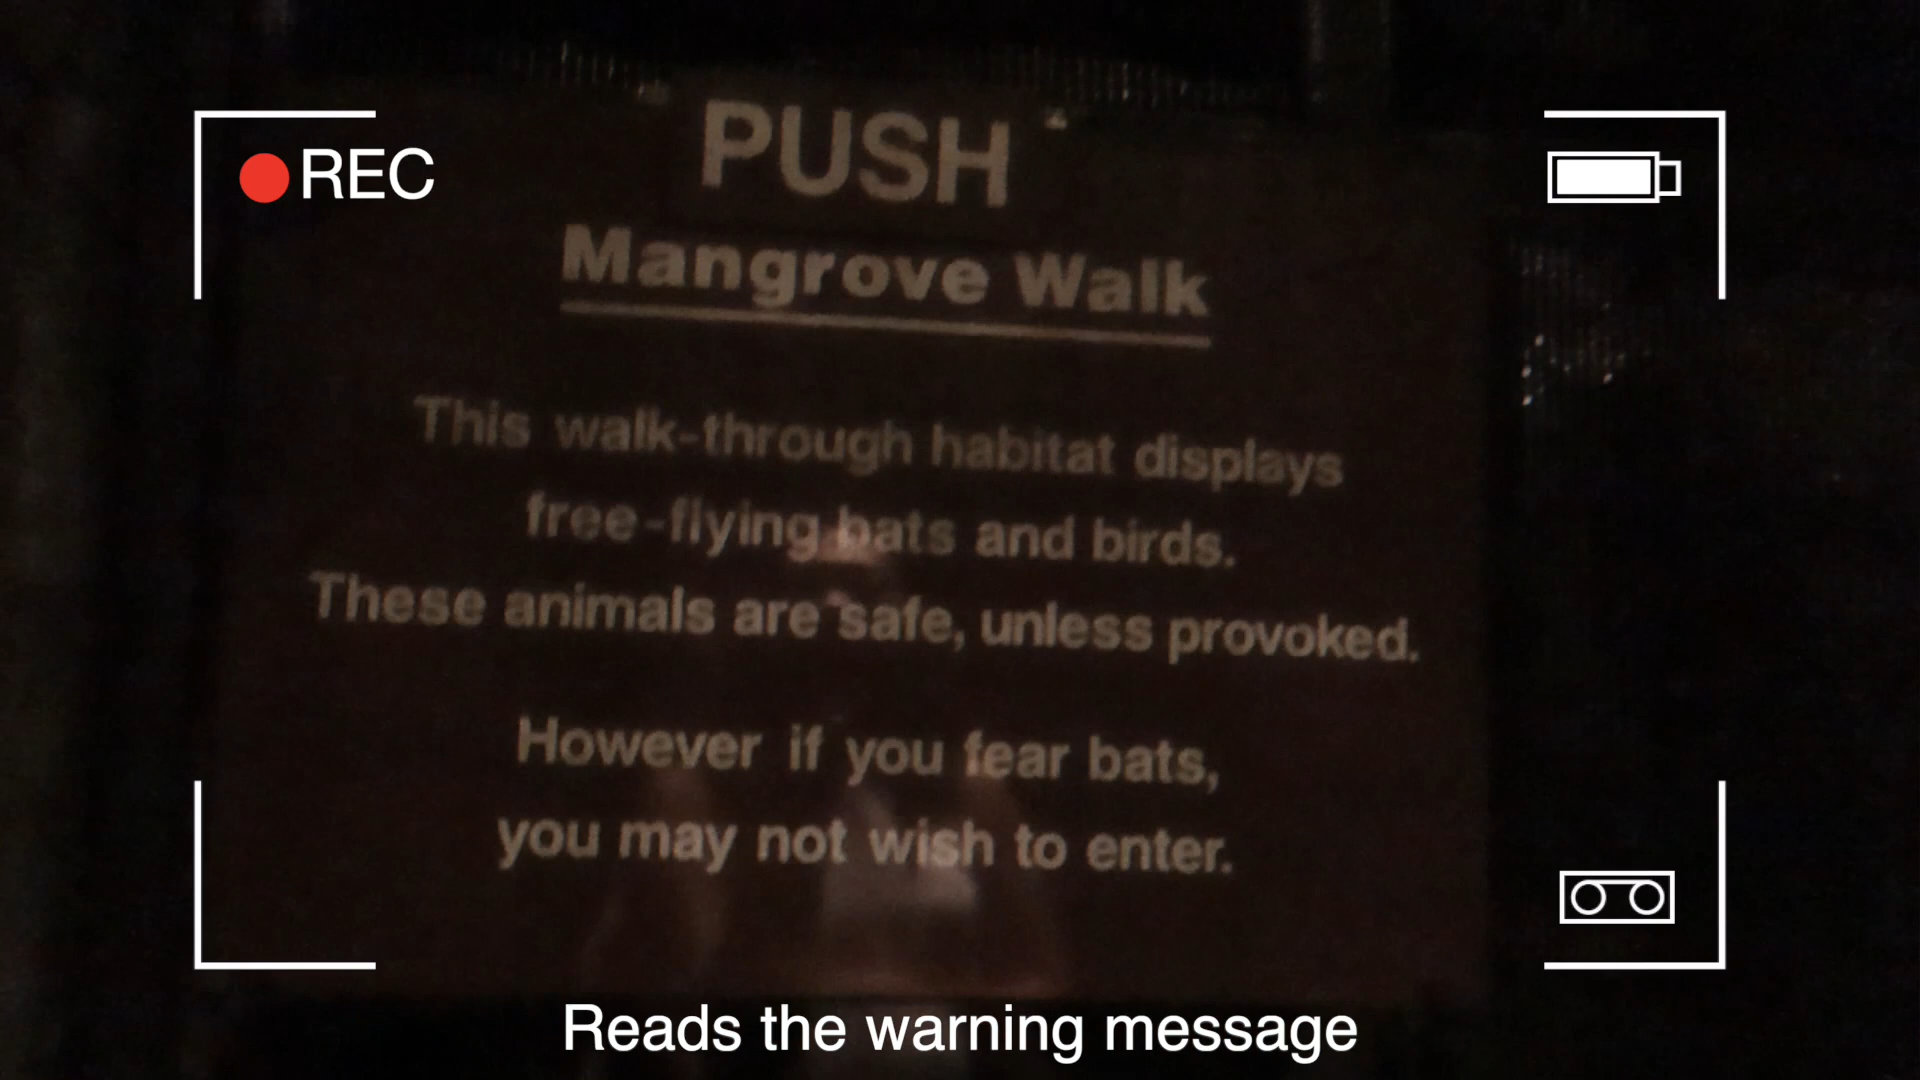 REC
PUSH
Mangrove Walk
This walk-through habitat displays
free-flying bats and birds.
These animals are safe, unless provoked.
However if you fear bats,
you may not wish to enter.
Reads the warning message